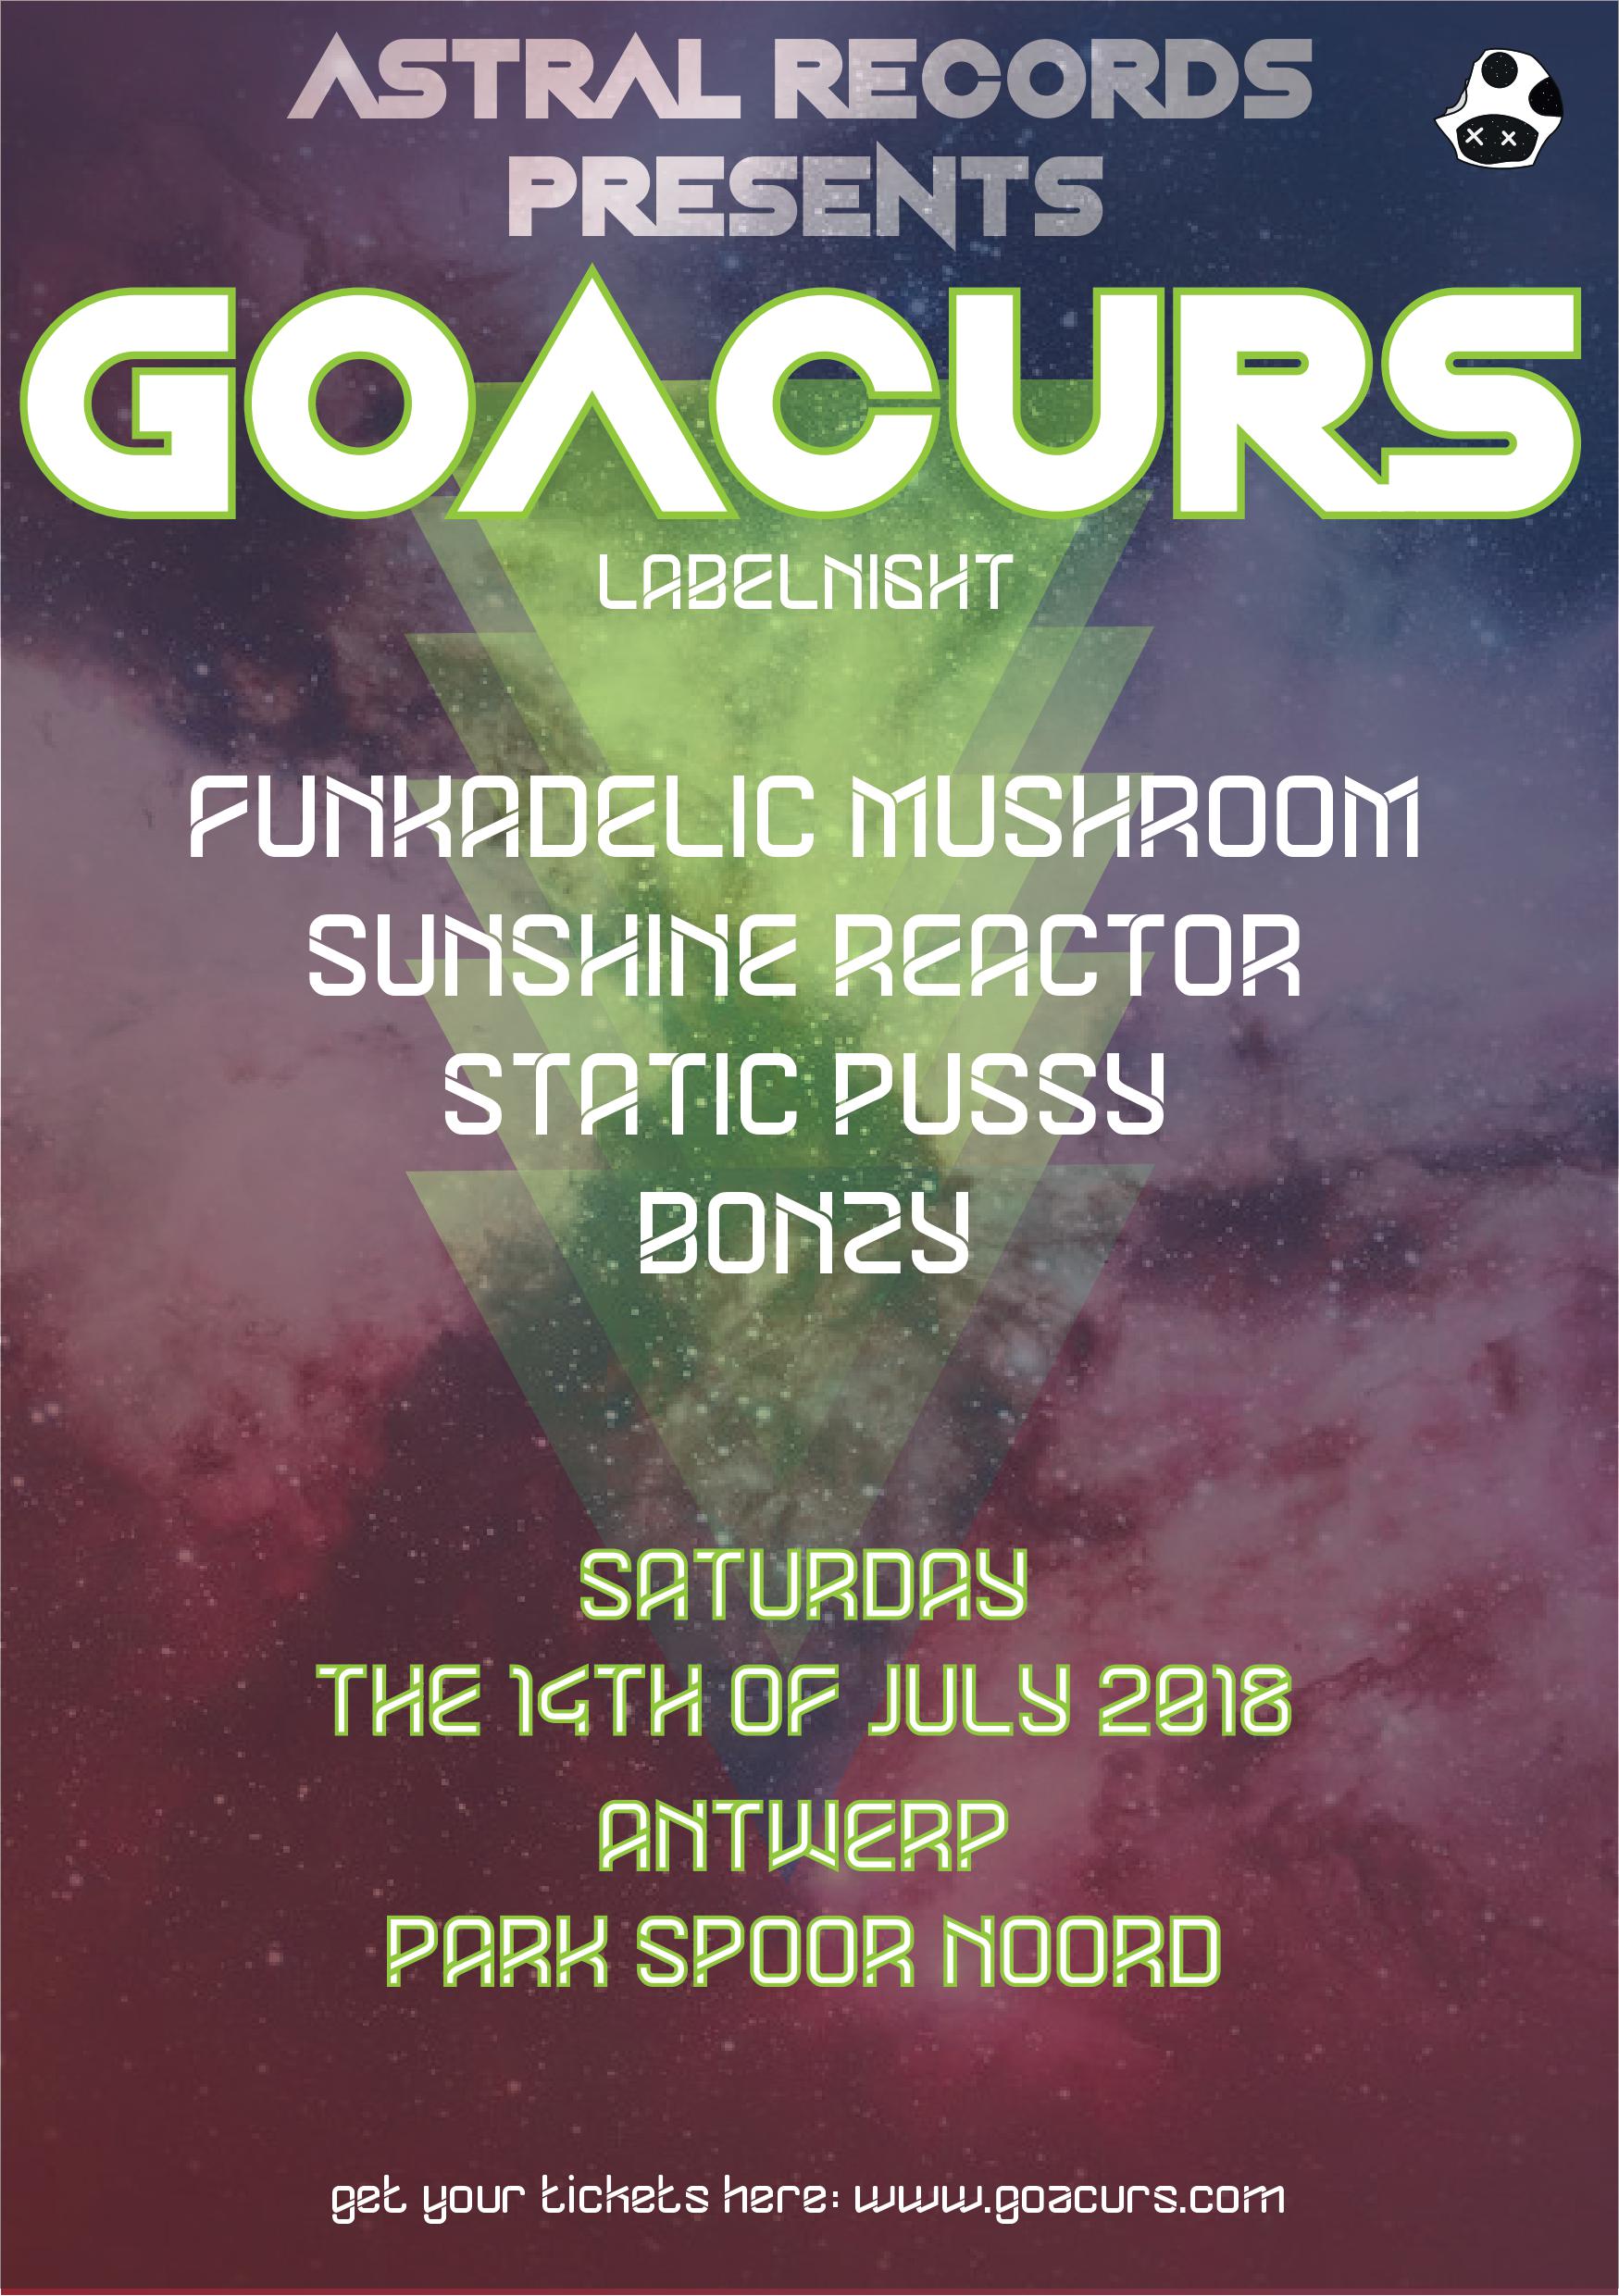 ASTRAL RECORDS
PRESENTS
GOACURS
LABELNIGHT
FUNKADELIC MUSHROOM
SUNSHINE REACTOR
STATIC PUSSY
BONZY
SATURDAY
THE 14TH OF JULY 2018
ANTWERP
PARK SPOOR NOORD
get your tickets here: www.goacurs.com